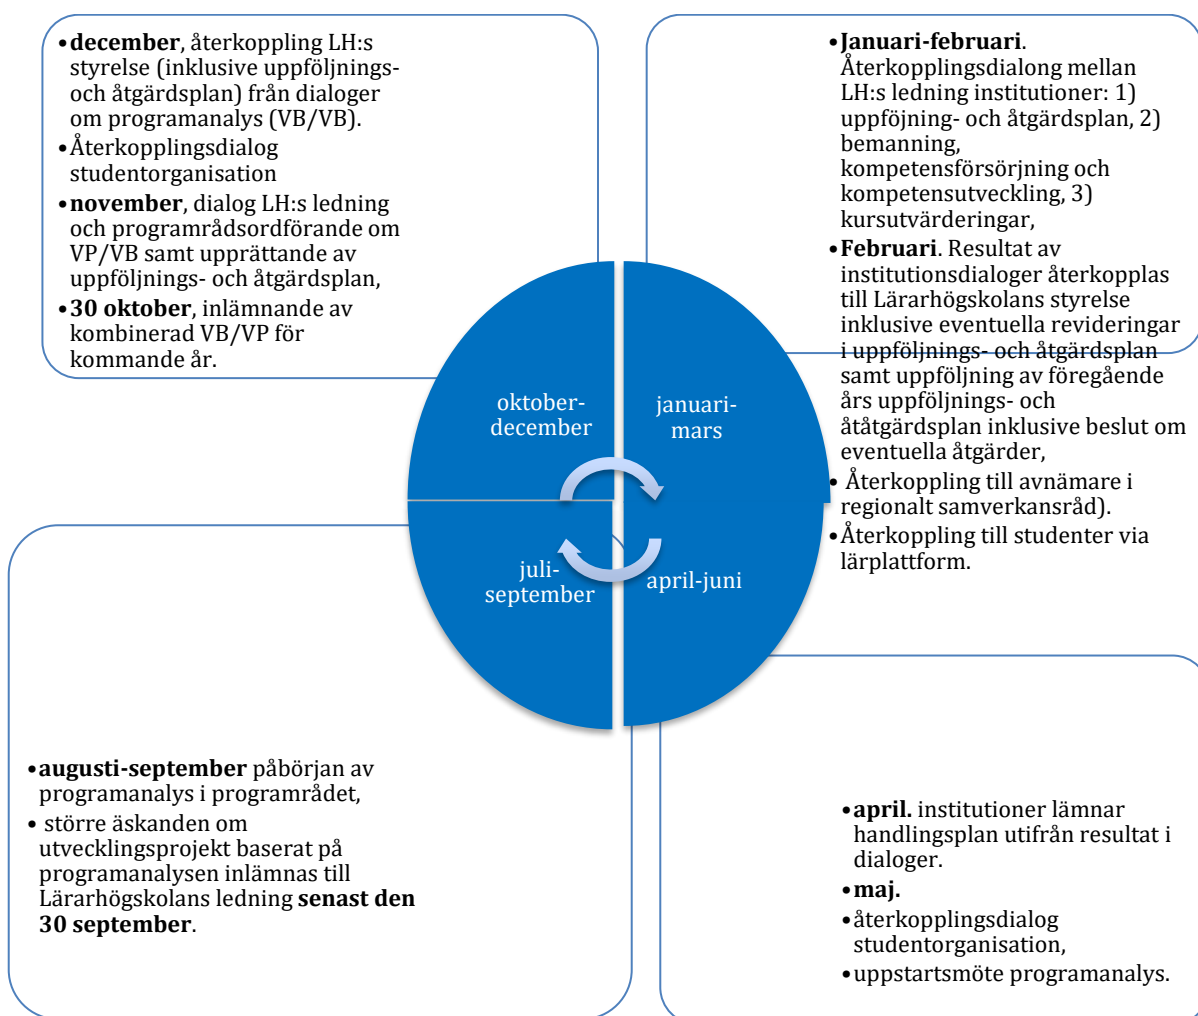 •december, återkoppling LH:s
styrelse (inklusive uppföljnings-
och åtgärdsplan) från dialoger
om programanalys (VB/VB).
•Återkopplingsdialog
studentorganisation
•november, dialog LH:s ledning
och programrådsordförande om
VP/VB samt upprättande av
uppföljnings- och åtgärdsplan,
•30 oktober, inlämnande av
kombinerad VB/VP för
kommande år.
•Januari-februari.
Återkopplingsdialong mellan
LH:s ledning institutioner: 1)
uppföjning- och åtgärdsplan, 2)
bemanning,
kompetensförsörjning och
kompetensutveckling, 3)
kursutvärderingar,
•Februari. Resultat av
institutionsdialoger återkopplas
till Lärarhögskolans styrelse
inklusive eventuella revideringar
i uppföljnings- och åtgärdsplan
samt uppföljning av föregående
års uppföljnings- och
åtåtgärdsplan inklusive beslut om
eventuella åtgärder,
• Återkoppling till avnämare i
regionalt samverkansråd).
•Återkoppling till studenter via
lärplattform.
oktober-
december
januari-
mars
juli-
september
april-juni
•augusti-september påbörjan av
programanalys i programrådet,
• större äskanden om
utvecklingsprojekt baserat på
programanalysen inlämnas till
Lärarhögskolans ledning senast den
30 september.
•april. institutioner lämnar
handlingsplan utifrån resultat i
dialoger.
•maj.
•återkopplingsdialog
studentorganisation,
•uppstartsmöte programanalys.